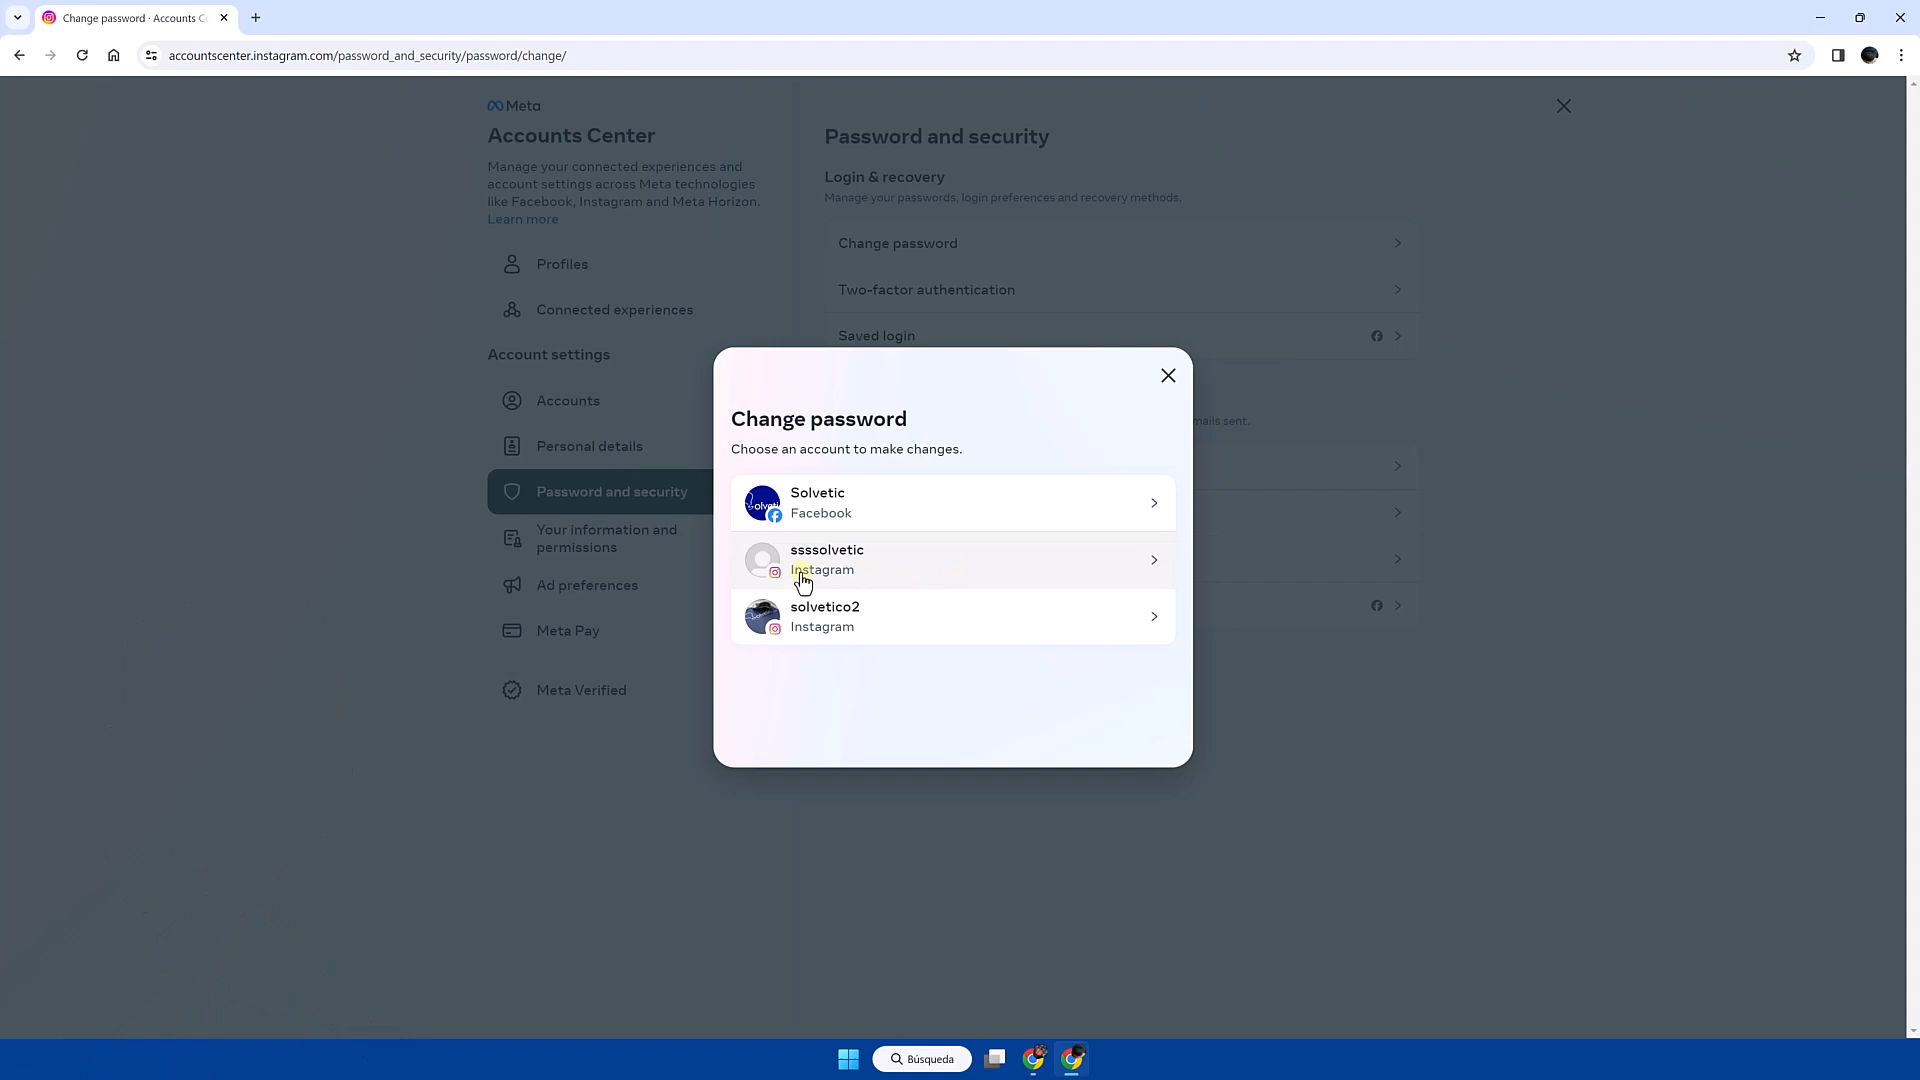 Change password · Accounts C
accountscenter.instagram.com/password_and_security/password/change/
Meta
Accounts Center
Manage your connected experiences and
account settings across Meta technologies
like Facebook, Instagram and Meta Horizon.
Learn more
Profiles
Connected experiences
Account settings
Accounts
Personal details
Password and security
Your information and
permissions
Ad preferences
Meta Pay
Meta Verified
Password and security
Login & recovery
Manage your passwords, login preferences and recovery methods.
Change password
Two-factor authentication
Saved login
mails sent.
Change password
Choose an account to make changes.
Solvetic
Facebook
ssssolvetic
Instagram
solvetico2
Instagram
Búsqueda